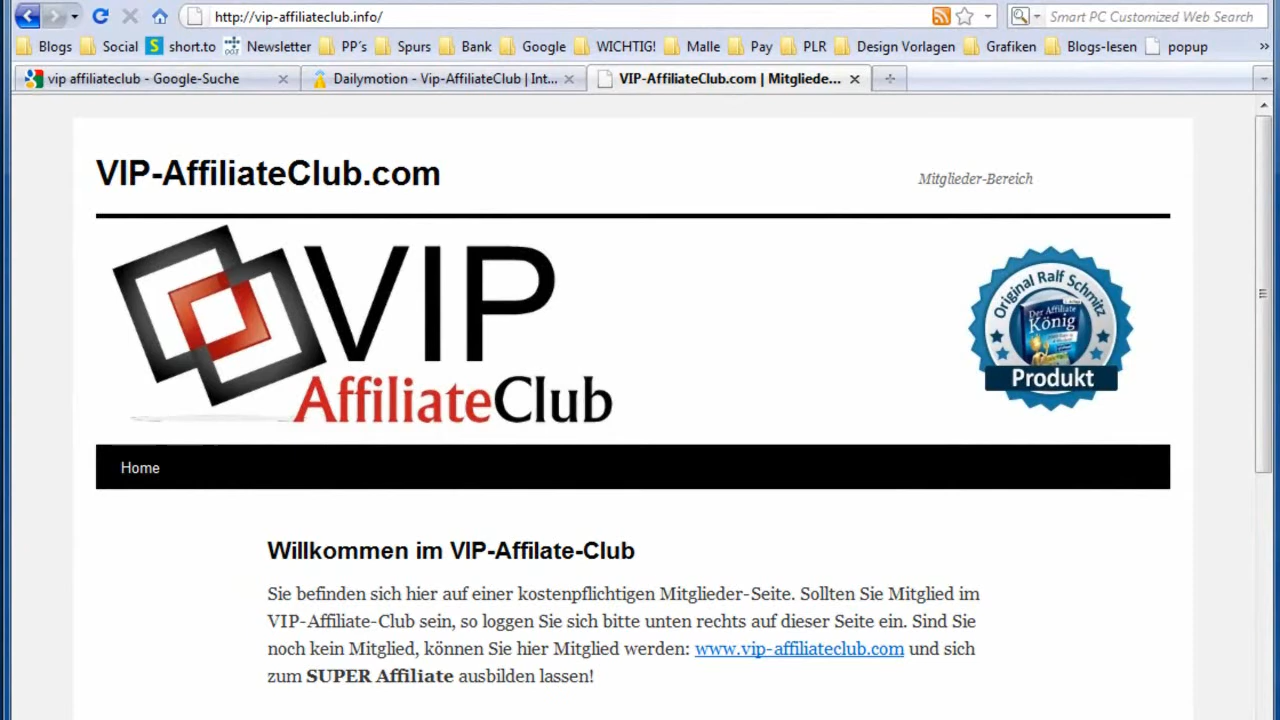 http://vip-affiliateclub.info/
Smart PC Customized Web Search
Blogs Social short.to Newsletter PP´s Spurs Bank Google WICHTIG! Malle Pay PLR Design Vorlagen Grafiken Blogs-lesen popup »
vip affiliateclub - Google-Suche
Dailymotion - Vip-AffiliateClub | Int...
VIP-AffiliateClub.com | Mitgliede...
VIP-AffiliateClub.com
Mitglieder-Bereich
VIP
AffiliateClub
Original Ralf Schmitz
Der Affiliate
König
Produkt
Home
Willkommen im VIP-Affilate-Club
Sie befinden sich hier auf einer kostenpflichtigen Mitglieder-Seite. Sollten Sie Mitglied im
VIP-Affiliate-Club sein, so loggen Sie sich bitte unten rechts auf dieser Seite ein. Sind Sie
noch kein Mitglied, können Sie hier Mitglied werden: www.vip-affiliateclub.com und sich
zum SUPER Affiliate ausbilden lassen!